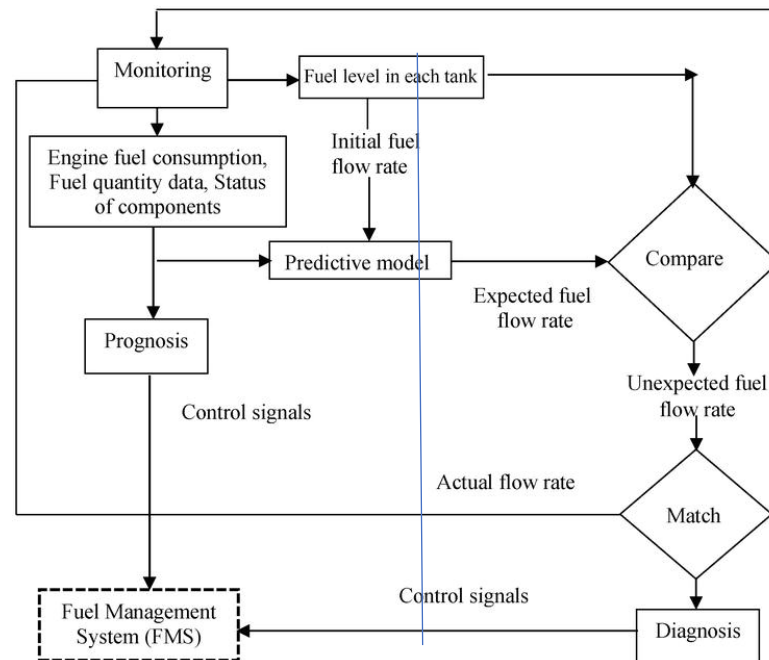 Monitoring
Fuel level in each tank
Initial fuel
flow rate
Engine fuel consumption,
Fuel quantity data, Status
of components
Predictive model
Compare
Expected fuel
flow rate
Prognosis
Unexpected fuel
flow rate
Control signals
Actual flow rate
Match
Control signals
Fuel Management
System (FMS)
Diagnosis